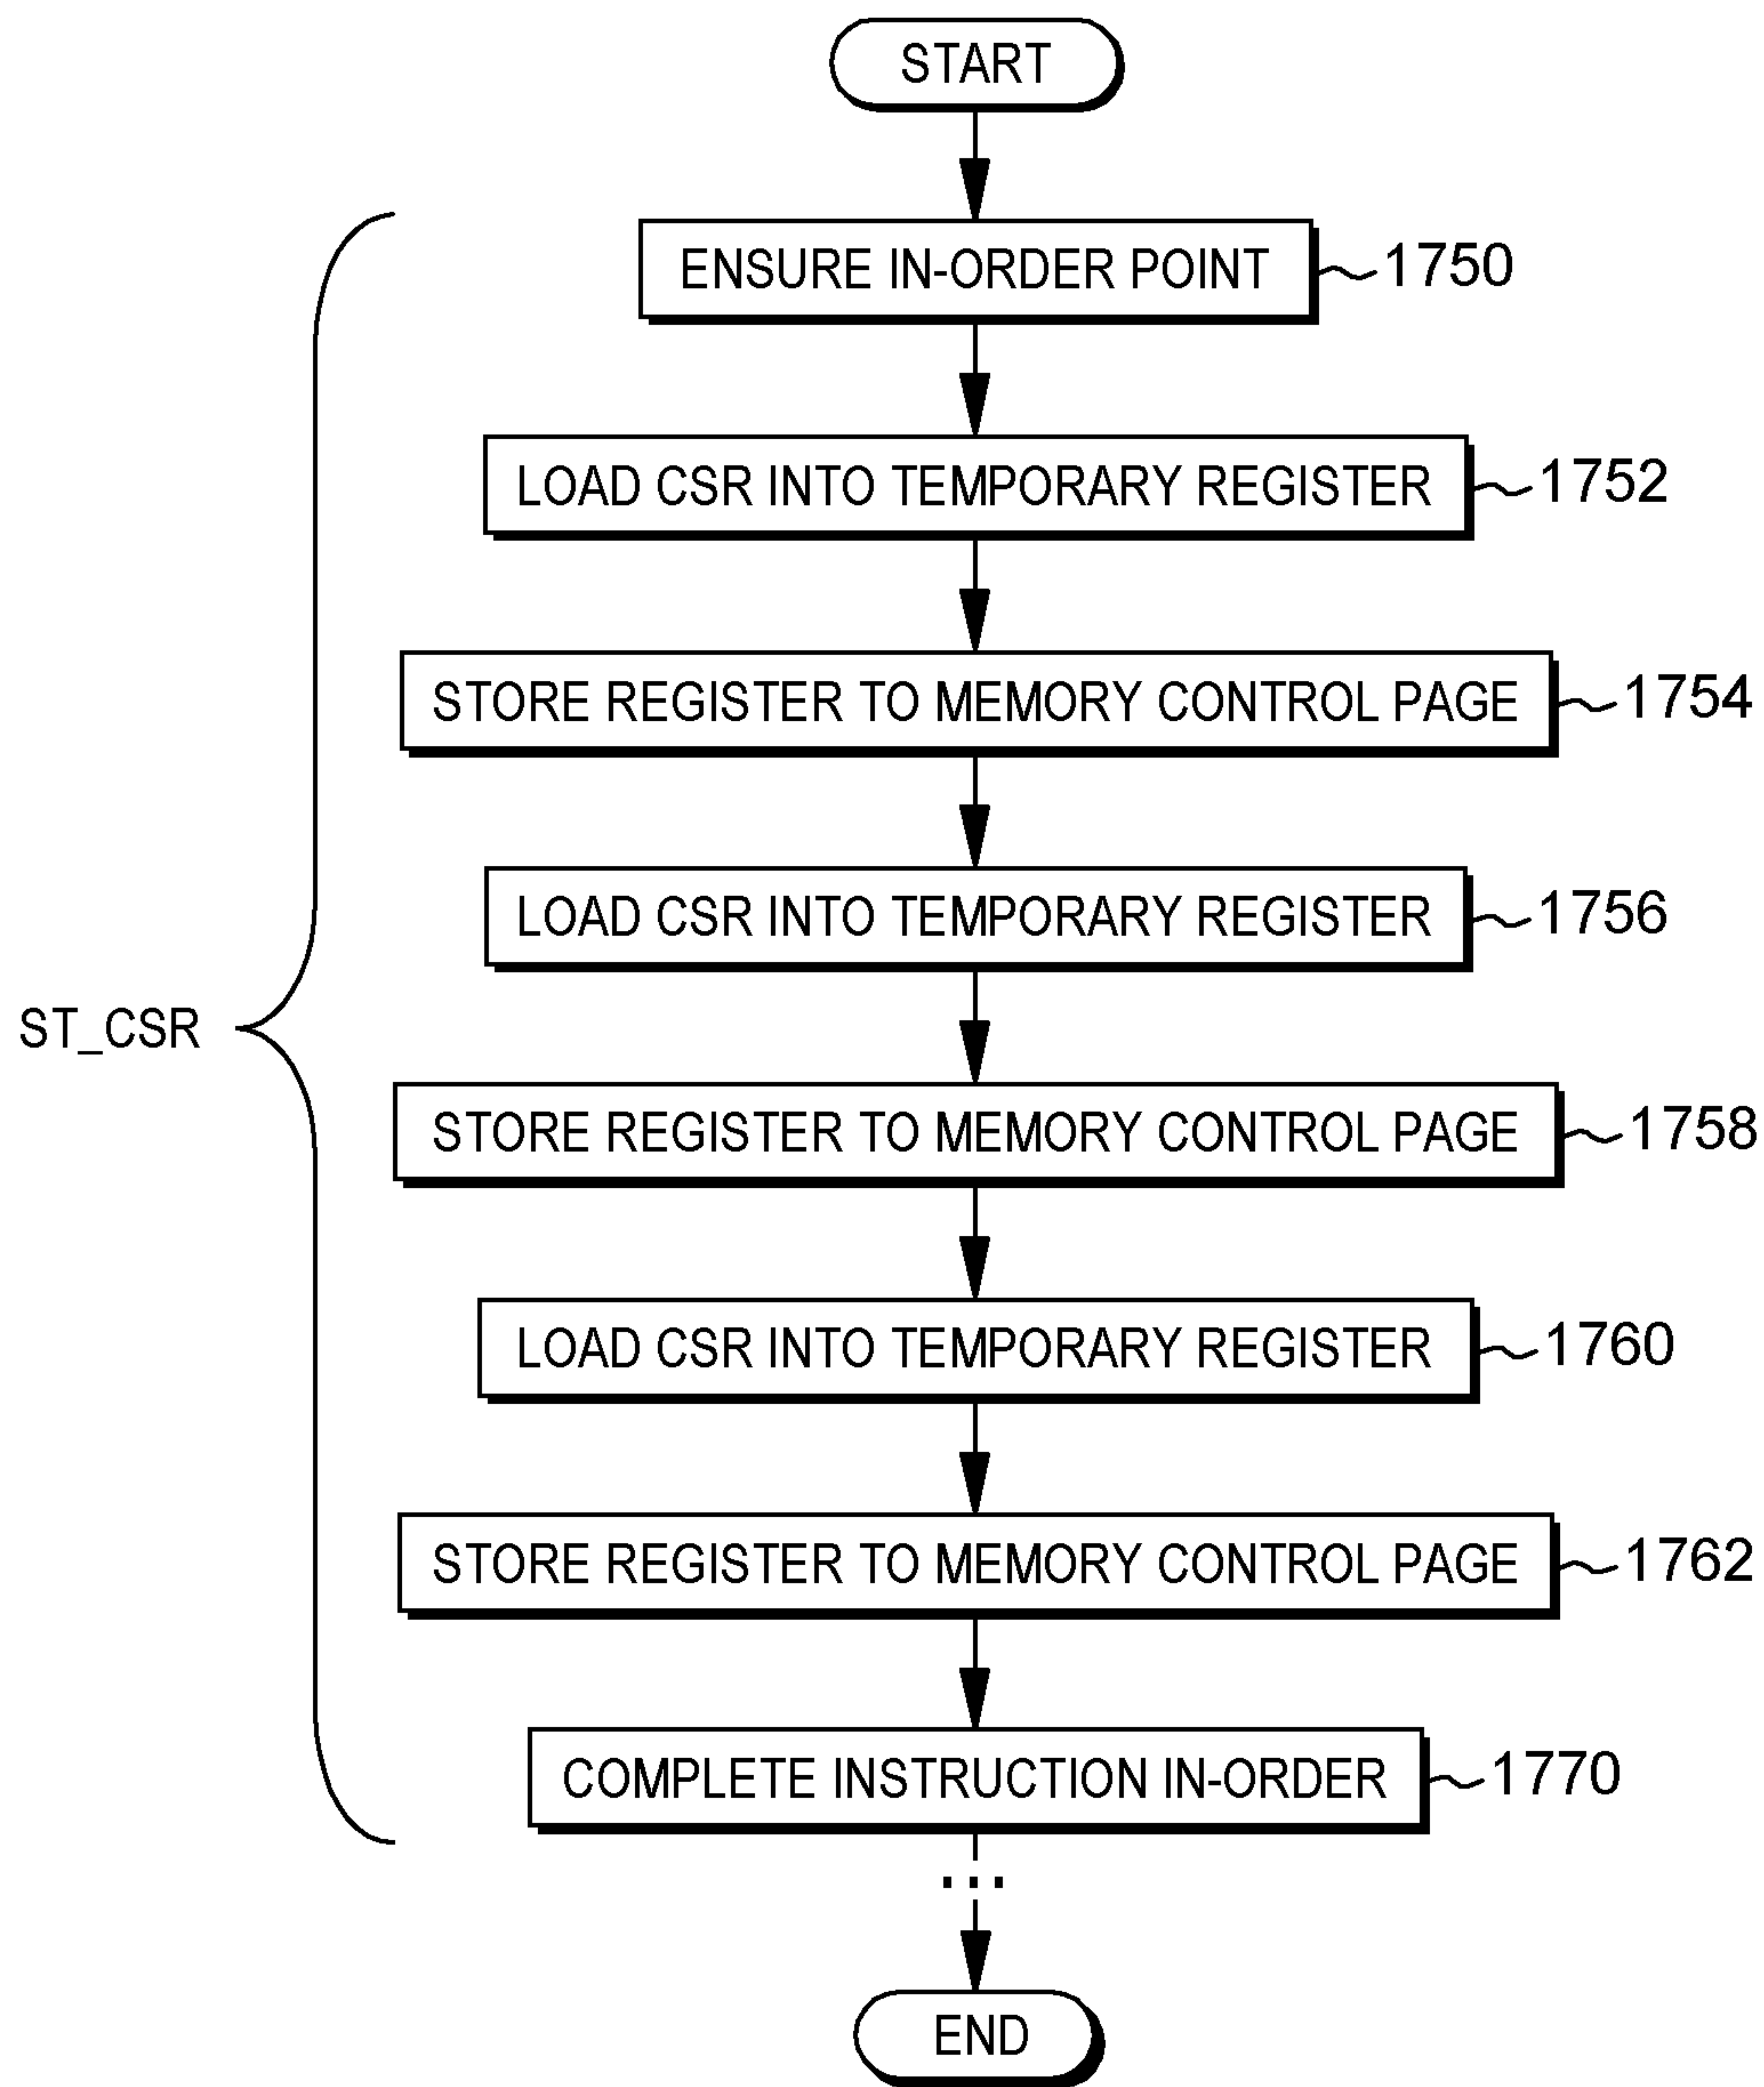 START
ENSURE IN-ORDER POINT 1750
LOAD CSR INTO TEMPORARY REGISTER 1752
STORE REGISTER TO MEMORY CONTROL PAGE 1754
LOAD CSR INTO TEMPORARY REGISTER 1756
ST_CSR
STORE REGISTER TO MEMORY CONTROL PAGE 1758
LOAD CSR INTO TEMPORARY REGISTER 1760
STORE REGISTER TO MEMORY CONTROL PAGE 1762
COMPLETE INSTRUCTION IN-ORDER 1770
...
END